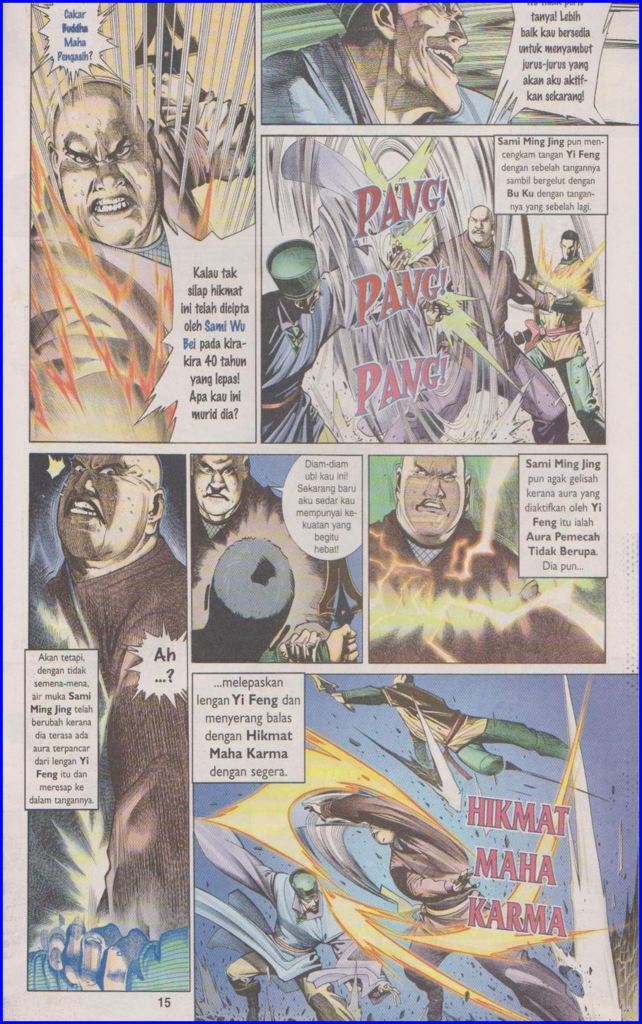 Cakar
Buddha
Maha
Pengasih?
tanya! Lebih
baik kau bersedia
untuk menyambut
jurus-jurus yang
akan aku aktif-
kan sekarang!
Kalau tak
silap hikmat
ini telah dicipta
oleh Sami Wu
Bei pada kira-
kira 40 tahun
yang lepas!
Apa kau ini
murid dia?
Sami Ming Jing pun men-
cengkam tangan Yi Feng
dengan sebelah tangannya
sambil bergelut dengan
Bu Ku dengan tangan-
nya yang sebelah lagi.
PANG!
PANG!
PANG!
Akan tetapi,
dengan tidak
semena-mena,
air muka Sami
Ming Jing telah
berubah kerana
dia terasa ada
aura terpancar
dari lengan Yi
Feng itu dan
meresap ke
dalam tangannya.
Ah
...?
Diam-diam
ubi kau ini!
Sekarang baru
aku sedar kau
mempunyai ke-
kuatan yang
begitu
hebat!
Sami Ming Jing
pun agak gelisah
kerana aura yang
diaktifkan oleh Yi
Feng itu ialah
Aura Pemecah
Tidak Berupa.
Dia pun...
...melepaskan
lengan Yi Feng dan
menyerang balas
dengan Hikmat
Maha Karma
dengan segera.
HIKMAT
MAHA
KARMA
15